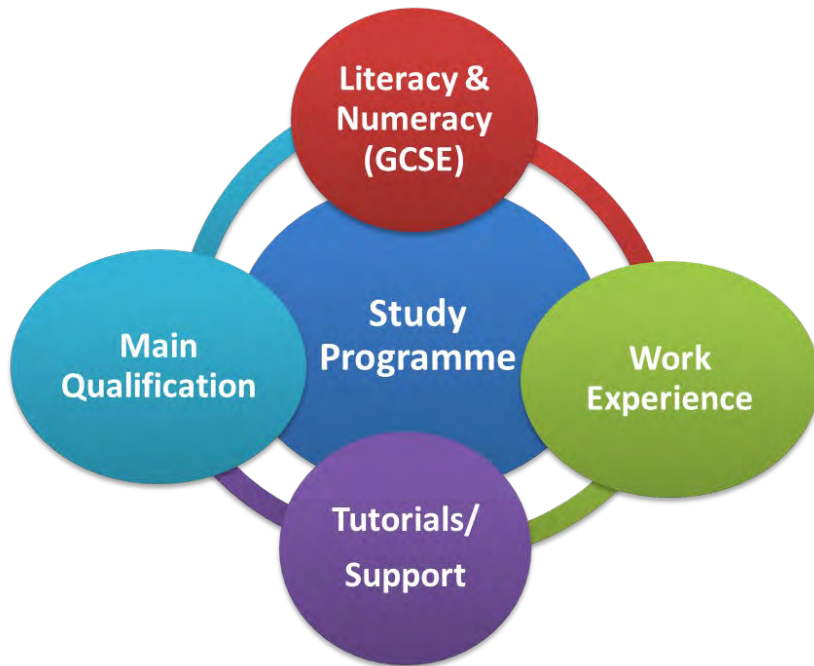 Literacy &
Numeracy
(GCSE)
Study
Programme
Main
Qualification
Work
Experience
Tutorials/
Support